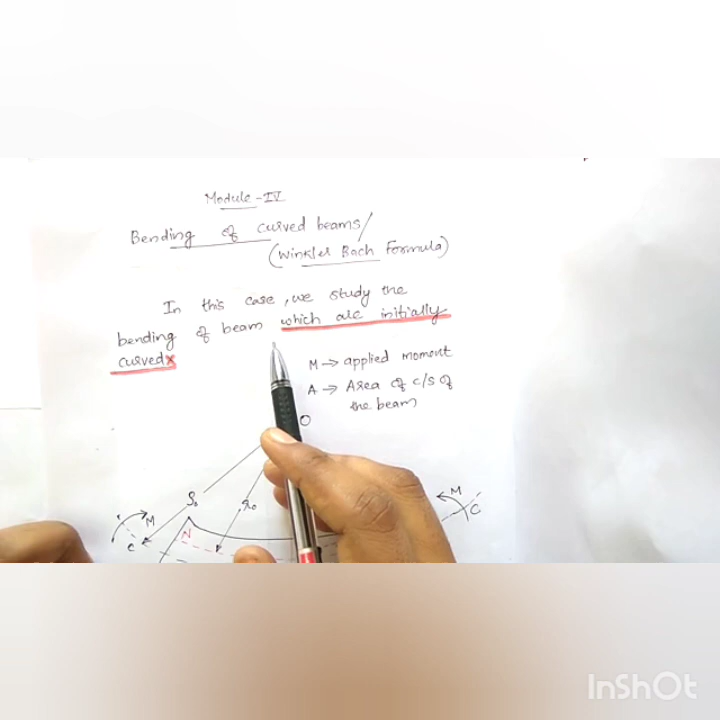 Module-IV
Bending of curved beams/
(Winkler Bach Formula)
In this case, we study the
bending of beam which are initially
curved
M → applied moment
A → Area of c/s of
the beam
O
M
C
ρ₀
r₀
N
M
C
InShOt